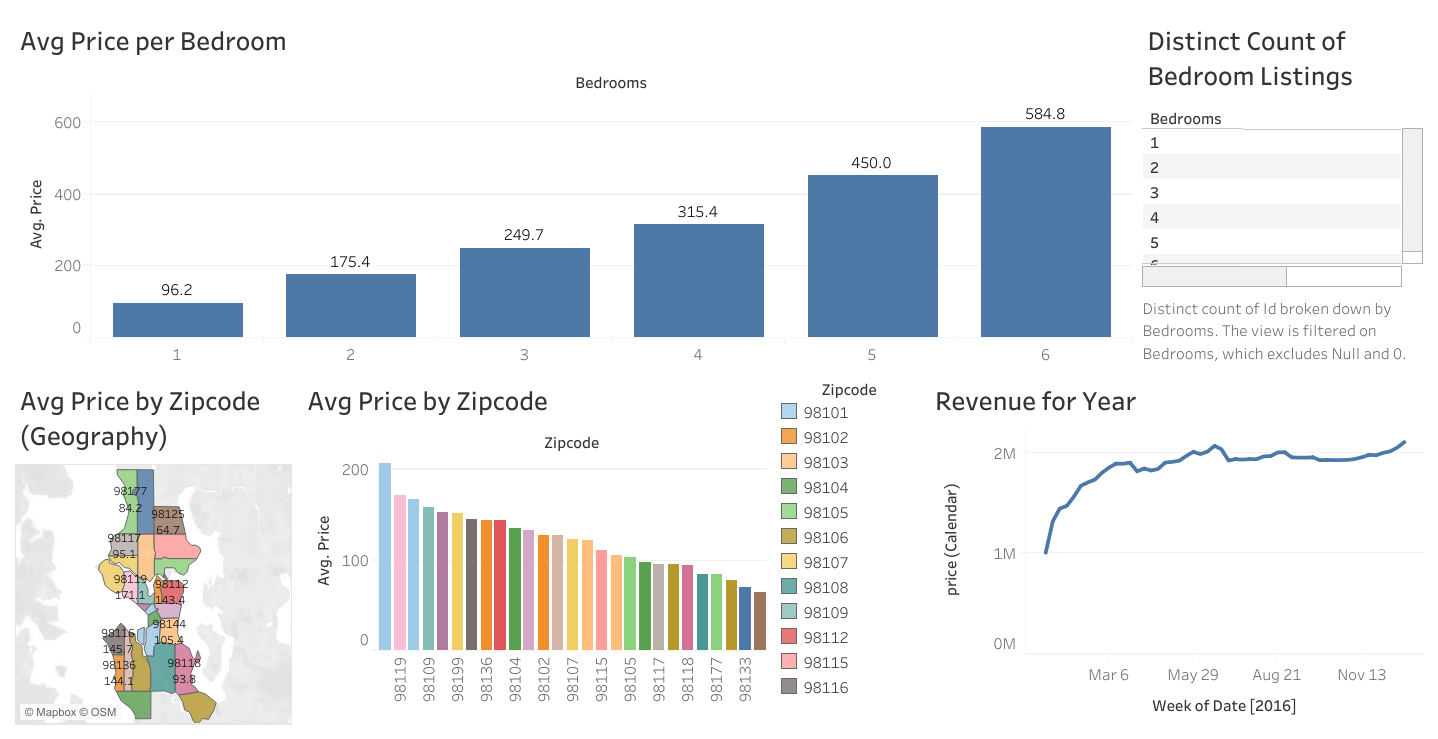 Avg Price per Bedroom
Bedrooms
Avg. Price
600
400
200
0
96.2
175.4
249.7
315.4
450.0
584.8
1
2
3
4
5
6
Distinct Count of
Bedroom Listings
Bedrooms
1
2
3
4
5
Distinct count of Id broken down by
Bedrooms. The view is filtered on
Bedrooms, which excludes Null and 0.
Avg Price by Zipcode
(Geography)
98177
84.2
98125
64.7
98117
95.1
98119
171.1
98112
143.4
98144
105.4
98116
145.7
98136
144.1
98118
93.8
© Mapbox © OSM
Avg Price by Zipcode
Zipcode
Avg. Price
200
100
0
98119
98109
98199
98136
98104
98102
98107
98115
98105
98117
98118
98177
98133
Zipcode
98101
98102
98103
98104
98105
98106
98107
98108
98109
98112
98115
98116
Revenue for Year
price (Calendar)
2M
1M
0M
Mar 6
May 29
Aug 21
Nov 13
Week of Date [2016]